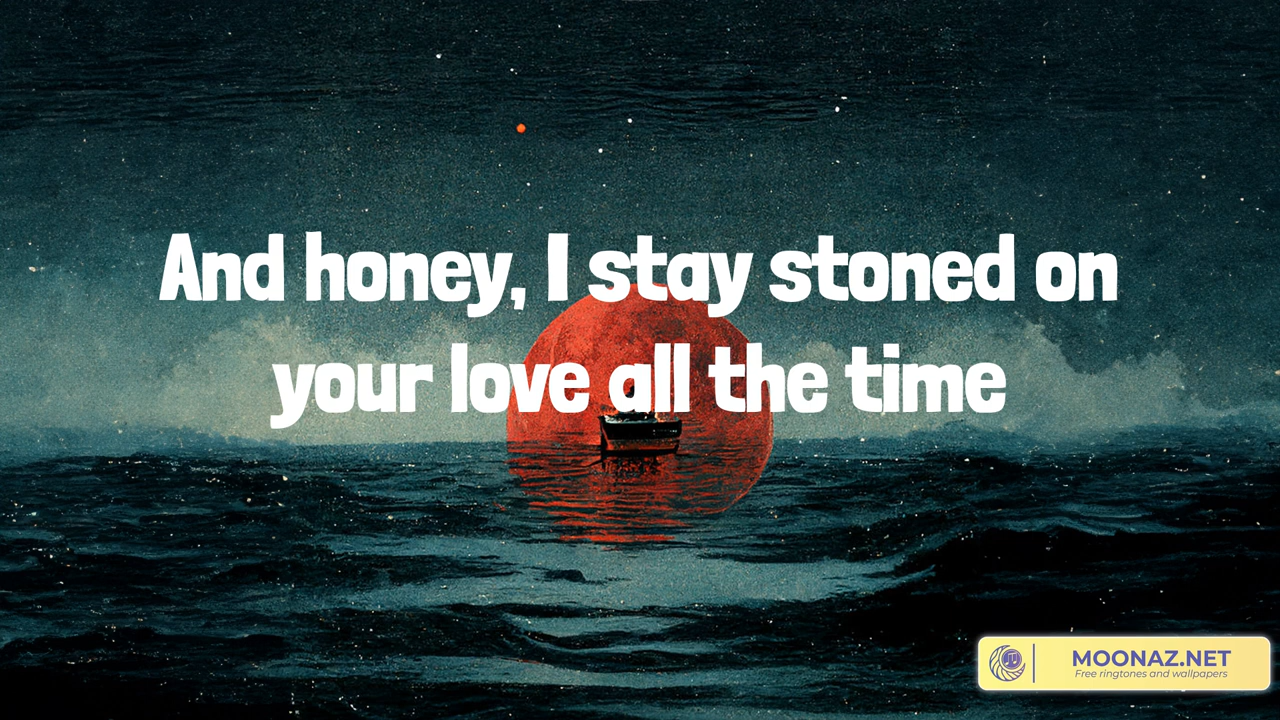 And honey, I stay stoned on
your love all the time
MOONAZ.NET
Free ringtones and wallpapers